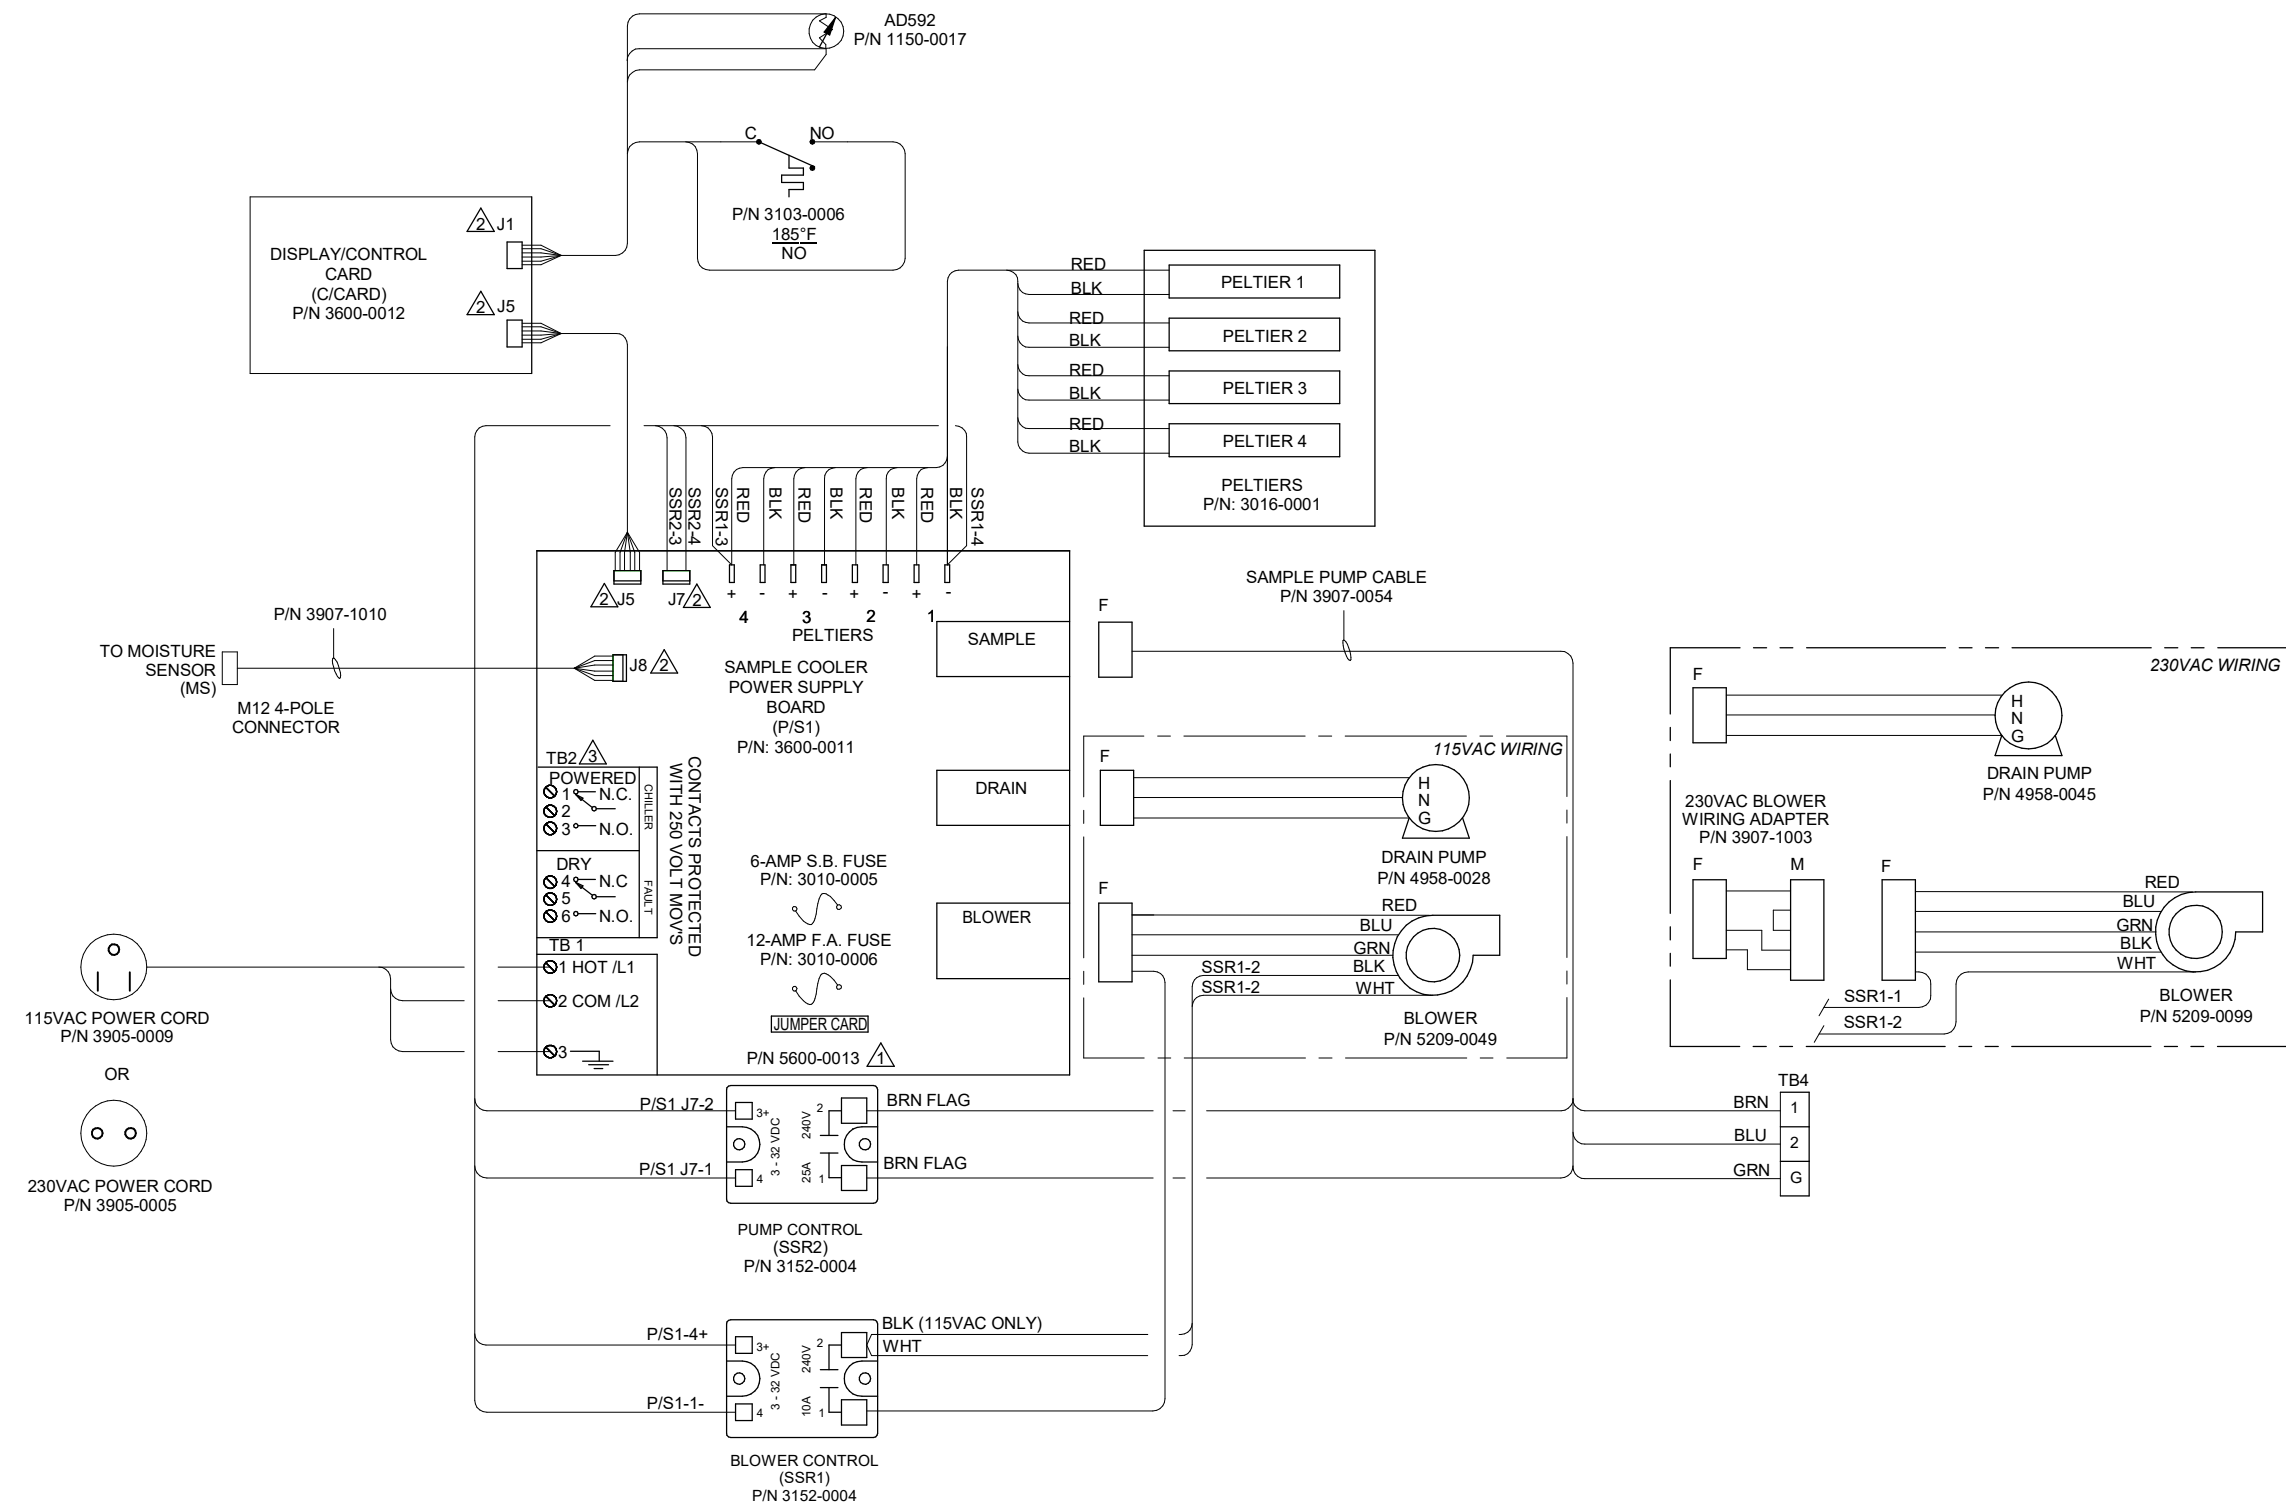 AD592
P/N 1150-0017
C
NO
P/N 3103-0006
185°F
NO
DISPLAY/CONTROL
CARD
(C/CARD)
P/N 3600-0012
2 J1
2 J5
RED
BLK
RED
BLK
RED
BLK
RED
BLK
PELTIER 1
PELTIER 2
PELTIER 3
PELTIER 4
PELTIERS
P/N: 3016-0001
SSR2-3
SSR2-4
SSR1-3
RED
BLK
RED
BLK
RED
BLK
RED
BLK
SSR1-4
2 J5
J7 2
+ - + - + - + -
4 3 2 1
PELTIERS
SAMPLE COOLER
POWER SUPPLY
BOARD
(P/S1)
P/N: 3600-0011
J8 2
P/N 3907-1010
TO MOISTURE
SENSOR
(MS)
M12 4-POLE
CONNECTOR
SAMPLE
DRAIN
BLOWER
TB2 3
POWERED
1 N.C.
2
3 N.O.
CHILLER
DRY
4 N.C
5
6 N.O.
FAULT
CONTACTS PROTECTED
WITH 250 VOLT MOV'S
TB 1
1 HOT /L1
2 COM /L2
3
6-AMP S.B. FUSE
P/N: 3010-0005
12-AMP F.A. FUSE
P/N: 3010-0006
JUMPER CARD
P/N 5600-0013 1
115VAC POWER CORD
P/N 3905-0009
OR
230VAC POWER CORD
P/N 3905-0005
F
SAMPLE PUMP CABLE
P/N 3907-0054
115VAC WIRING
F
H
N
G
DRAIN PUMP
P/N 4958-0028
F
RED
BLU
GRN
SSR1-2 BLK
SSR1-2 WHT
BLOWER
P/N 5209-0049
230VAC WIRING
F
H
N
G
DRAIN PUMP
P/N 4958-0045
230VAC BLOWER
WIRING ADAPTER
P/N 3907-1003
F M F
RED
BLU
GRN
BLK
WHT
SSR1-1
SSR1-2
BLOWER
P/N 5209-0099
TB4
BRN 1
BLU 2
GRN G
P/S1 J7-2
P/S1 J7-1
3+
4
3 - 32 VDC
240V
25A
2
1
BRN FLAG
BRN FLAG
PUMP CONTROL
(SSR2)
P/N 3152-0004
P/S1-4+
P/S1-1-
3+
4
3 - 32 VDC
240V
10A
2
1
BLK (115VAC ONLY)
WHT
BLOWER CONTROL
(SSR1)
P/N 3152-0004